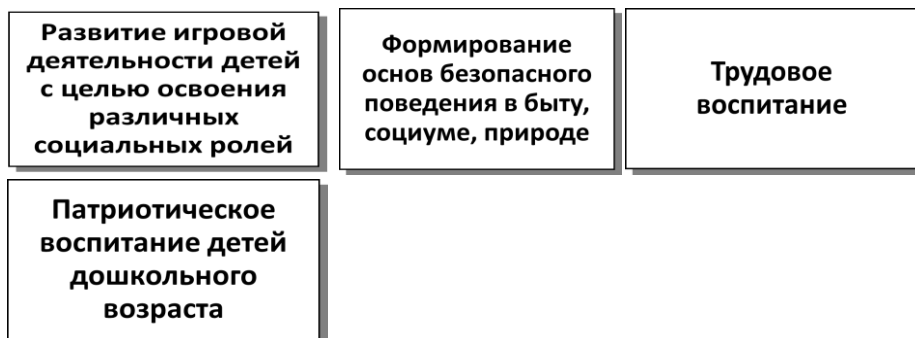 Развитие игровой
деятельности детей
с целью освоения
различных
социальных ролей
Формирование
основ безопасного
поведения в быту,
социуме, природе
Трудовое
воспитание
Патриотическое
воспитание детей
дошкольного
возраста